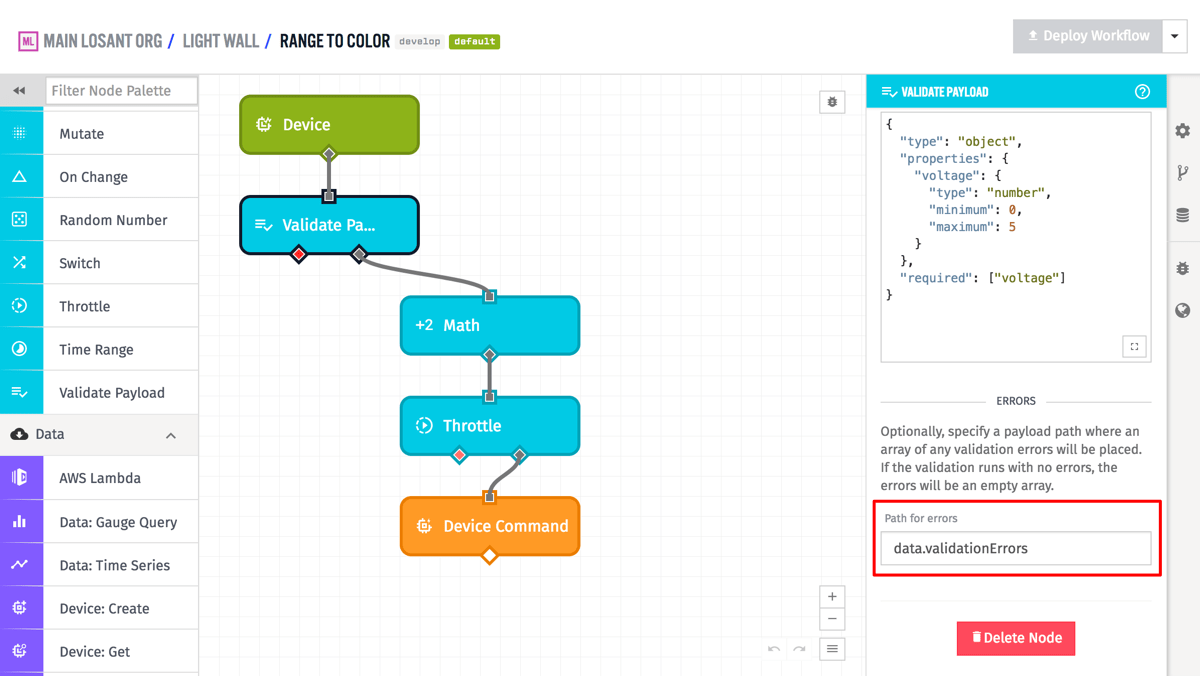 ML MAIN LOSANT ORG / LIGHT WALL / RANGE TO COLOR develop default
Deploy Workflow
Filter Node Palette
Mutate
On Change
Random Number
Switch
Throttle
Time Range
Validate Payload
Data
AWS Lambda
Data: Gauge Query
Data: Time Series
Device: Create
Device: Get
Device
Validate Pa...
+2 Math
Throttle
Device Command
VALIDATE PAYLOAD
{
"type": "object",
"properties": {
"voltage": {
"type": "number",
"minimum": 0,
"maximum": 5
}
},
"required": ["voltage"]
}
ERRORS
Optionally, specify a payload path where an
array of any validation errors will be placed.
If the validation runs with no errors, the
errors will be an empty array.
Path for errors
data.validationErrors
Delete Node